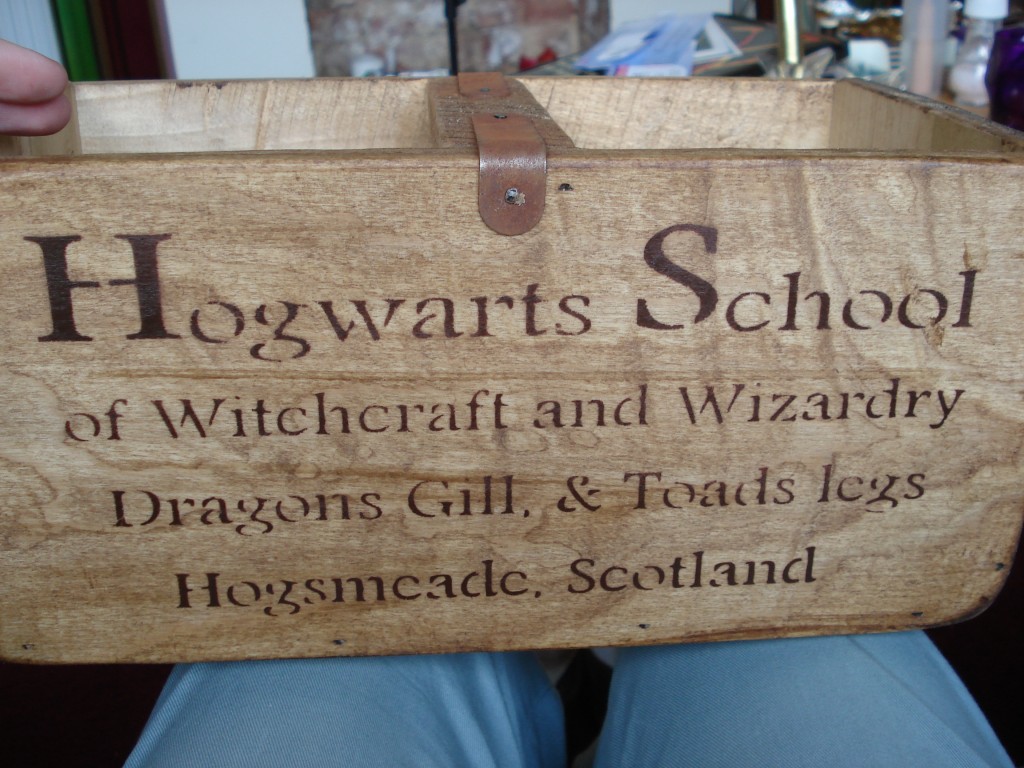 Hogwarts School
of Witchcraft and Wizardry
Dragons Gill, & Toads legs
Hogsmeade, Scotland